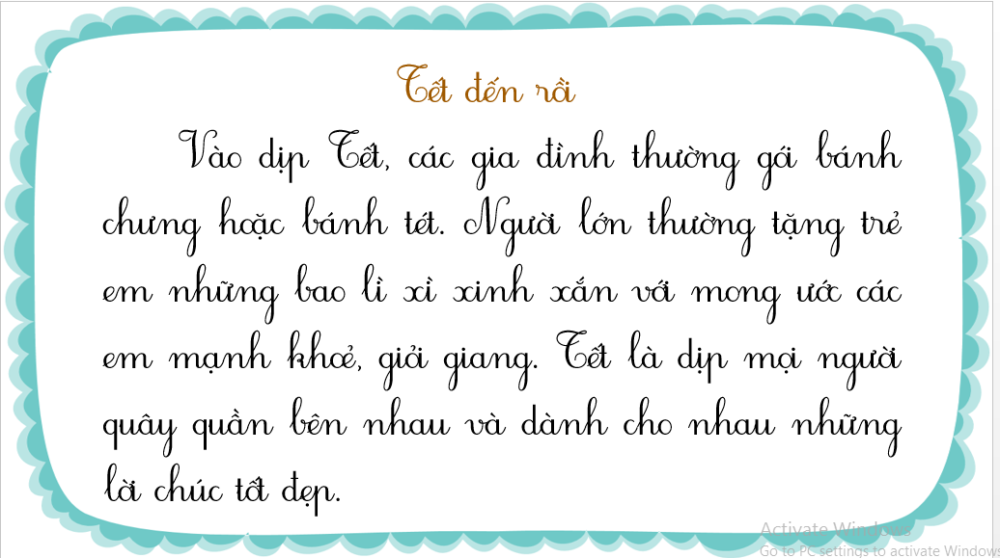 Tết đến rồi
Vào dịp Tết, các gia đình thường gói bánh
chưng hoặc bánh tét. Người lớn thường tặng trẻ
em những bao lì xì xinh xắn với mong ước các
em mạnh khoẻ, giỏi giang. Tết là dịp mọi người
quây quần bên nhau và dành cho nhau những
lời chúc tốt đẹp.
Activate Windows
Go to PC settings to activate Windows